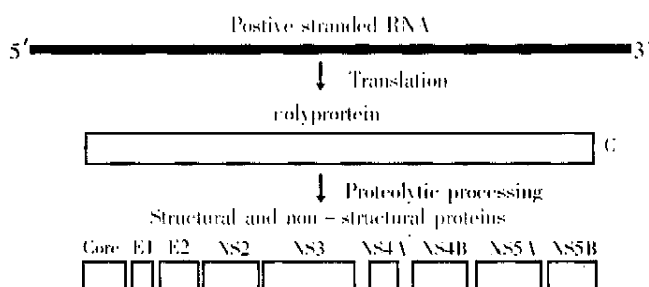 Postive stranded RNA
5′ 3′
Translation
olyprortein
C
Proteolytic processing
Structural and non - structural proteins
Core E1 E2 NS2 NS3 NS4A NS4B NS5A NS5B